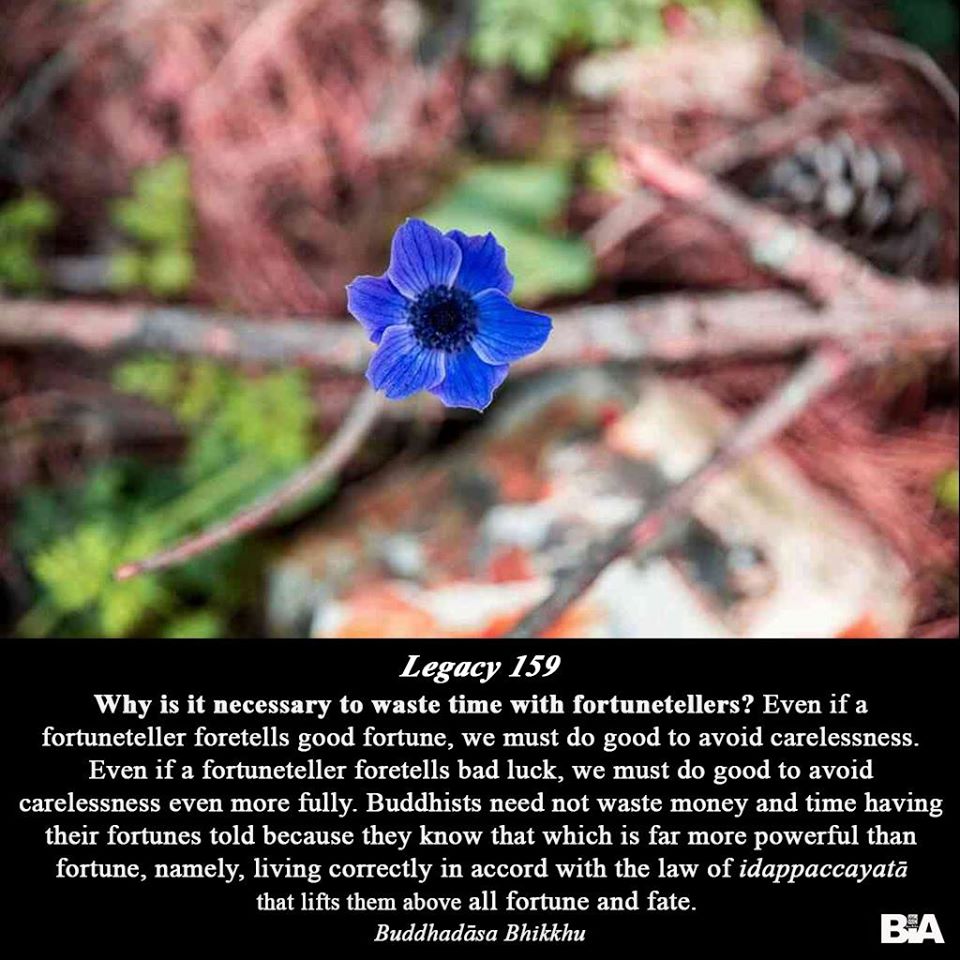 Legacy 159
Why is it necessary to waste time with fortunetellers? Even if a
fortuneteller foretells good fortune, we must do good to avoid carelessness.
Even if a fortuneteller foretells bad luck, we must do good to avoid
carelessness even more fully. Buddhists need not waste money and time having
their fortunes told because they know that which is far more powerful than
fortune, namely, living correctly in accord with the law of idappaccayatā
that lifts them above all fortune and fate.
Buddhadāsa Bhikkhu
BIA